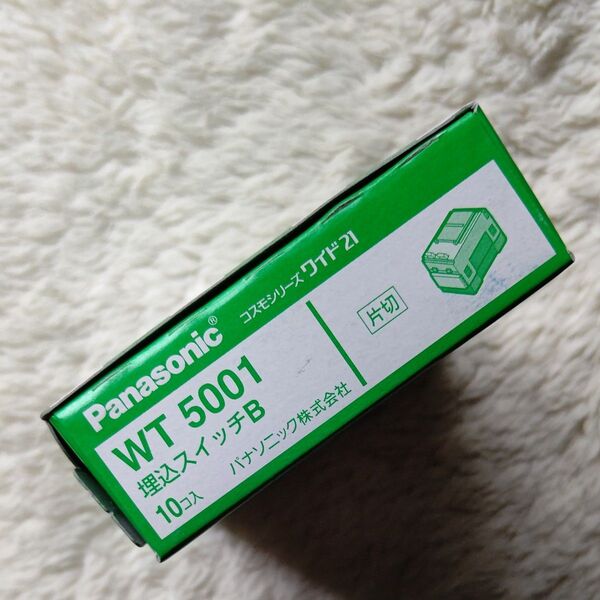 Panasonic® コスモシリーズ ワイド21
WT 5001
埋込スイッチB
10コ入
パナソニック株式会社
片切